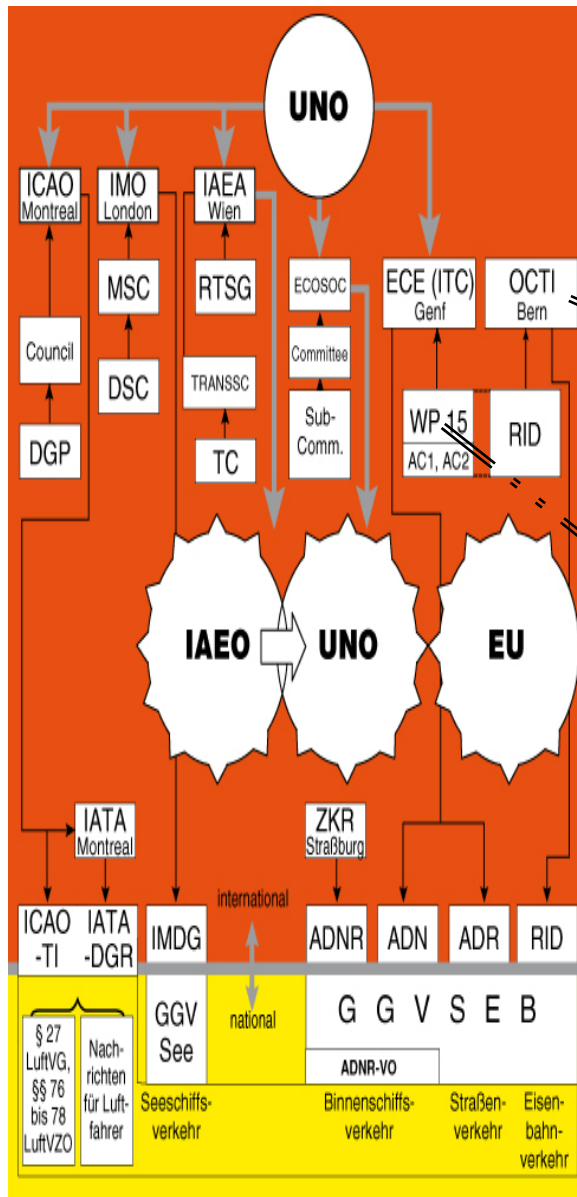 UNO
ICAO
Montreal
IMO
London
IAEA
Wien
MSC
RTSG
ECOSOC
ECE (ITC)
Genf
OCTI
Bern
Council
DSC
TRANSSC
Committee
DGP
TC
Sub-
Comm.
WP 15
AC1, AC2
RID
IAEO
UNO
EU
IATA
Montreal
ZKR
Straßburg
international
ICAO
-TI
IATA
-DGR
IMDG
ADNR
ADN
ADR
RID
national
§ 27
LuftVG,
§§ 76
bis 78
LuftVZO
Nach-
richten
für Luft-
fahrer
GGV
See
G G V S E B
ADNR-VO
Seeschiffs-
verkehr
Binnenschiffs-
verkehr
Straßen-
verkehr
Eisen-
bahn-
verkehr